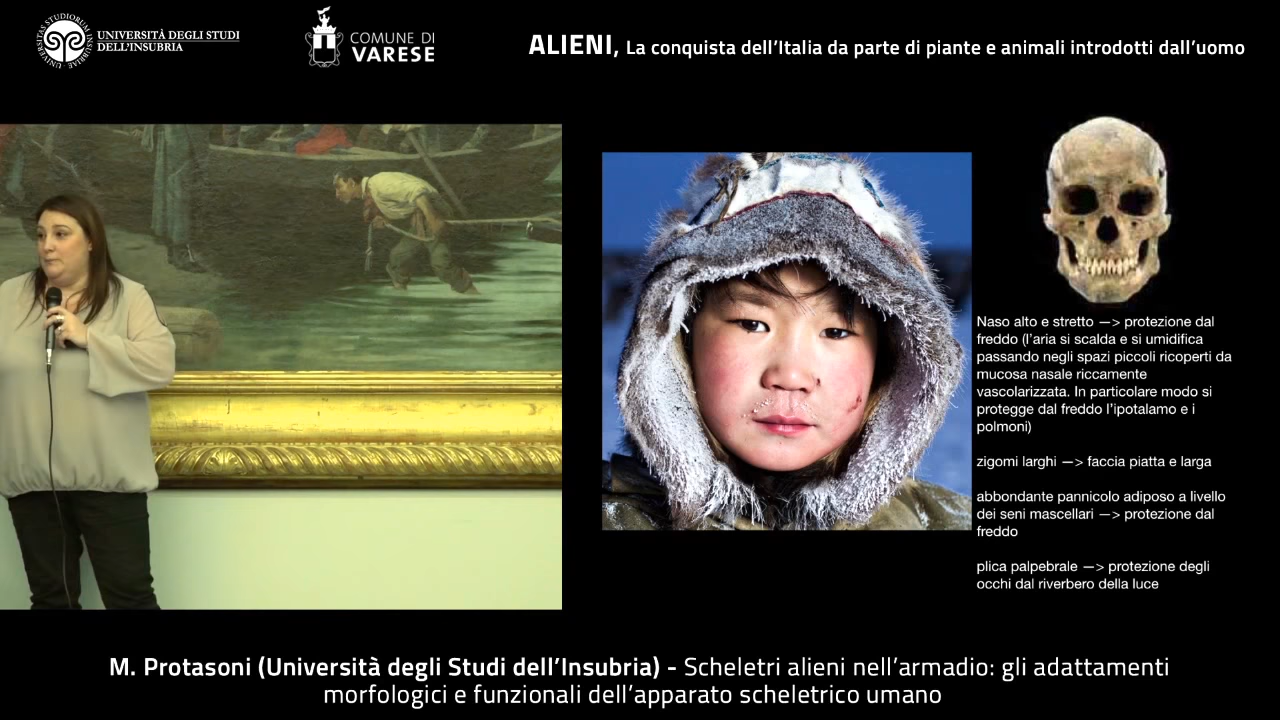 UNIVERSITÀ DEGLI STUDI
DELL'INSUBRIA
COMUNE DI
VARESE
ALIENI, La conquista dell'Italia da parte di piante e animali introdotti dall'uomo
Naso alto e stretto —> protezione dal
freddo (l'aria si scalda e si umidifica
passando negli spazi piccoli ricoperti da
mucosa nasale riccamente
vascolarizzata. In particolare modo si
protegge dal freddo l'ipotalamo e i
polmoni)
zigomi larghi —> faccia piatta e larga
abbondante pannicolo adiposo a livello
dei seni mascellari —> protezione dal
freddo
plica palpebrale —> protezione degli
occhi dal riverbero della luce
M. Protasoni (Università degli Studi dell'Insubria) - Scheletri alieni nell'armadio: gli adattamenti
morfologici e funzionali dell'apparato scheletrico umano